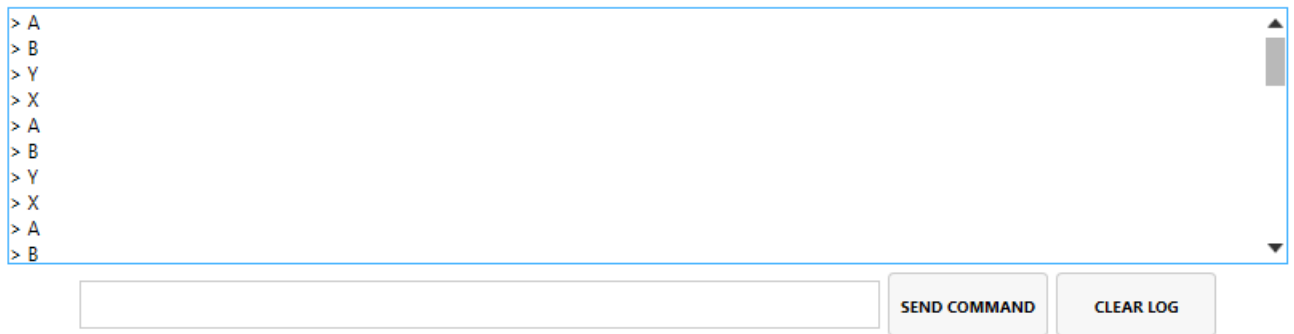 > A
> B
> Y
> X
> A
> B
> Y
> X
> A
> B
SEND COMMAND CLEAR LOG